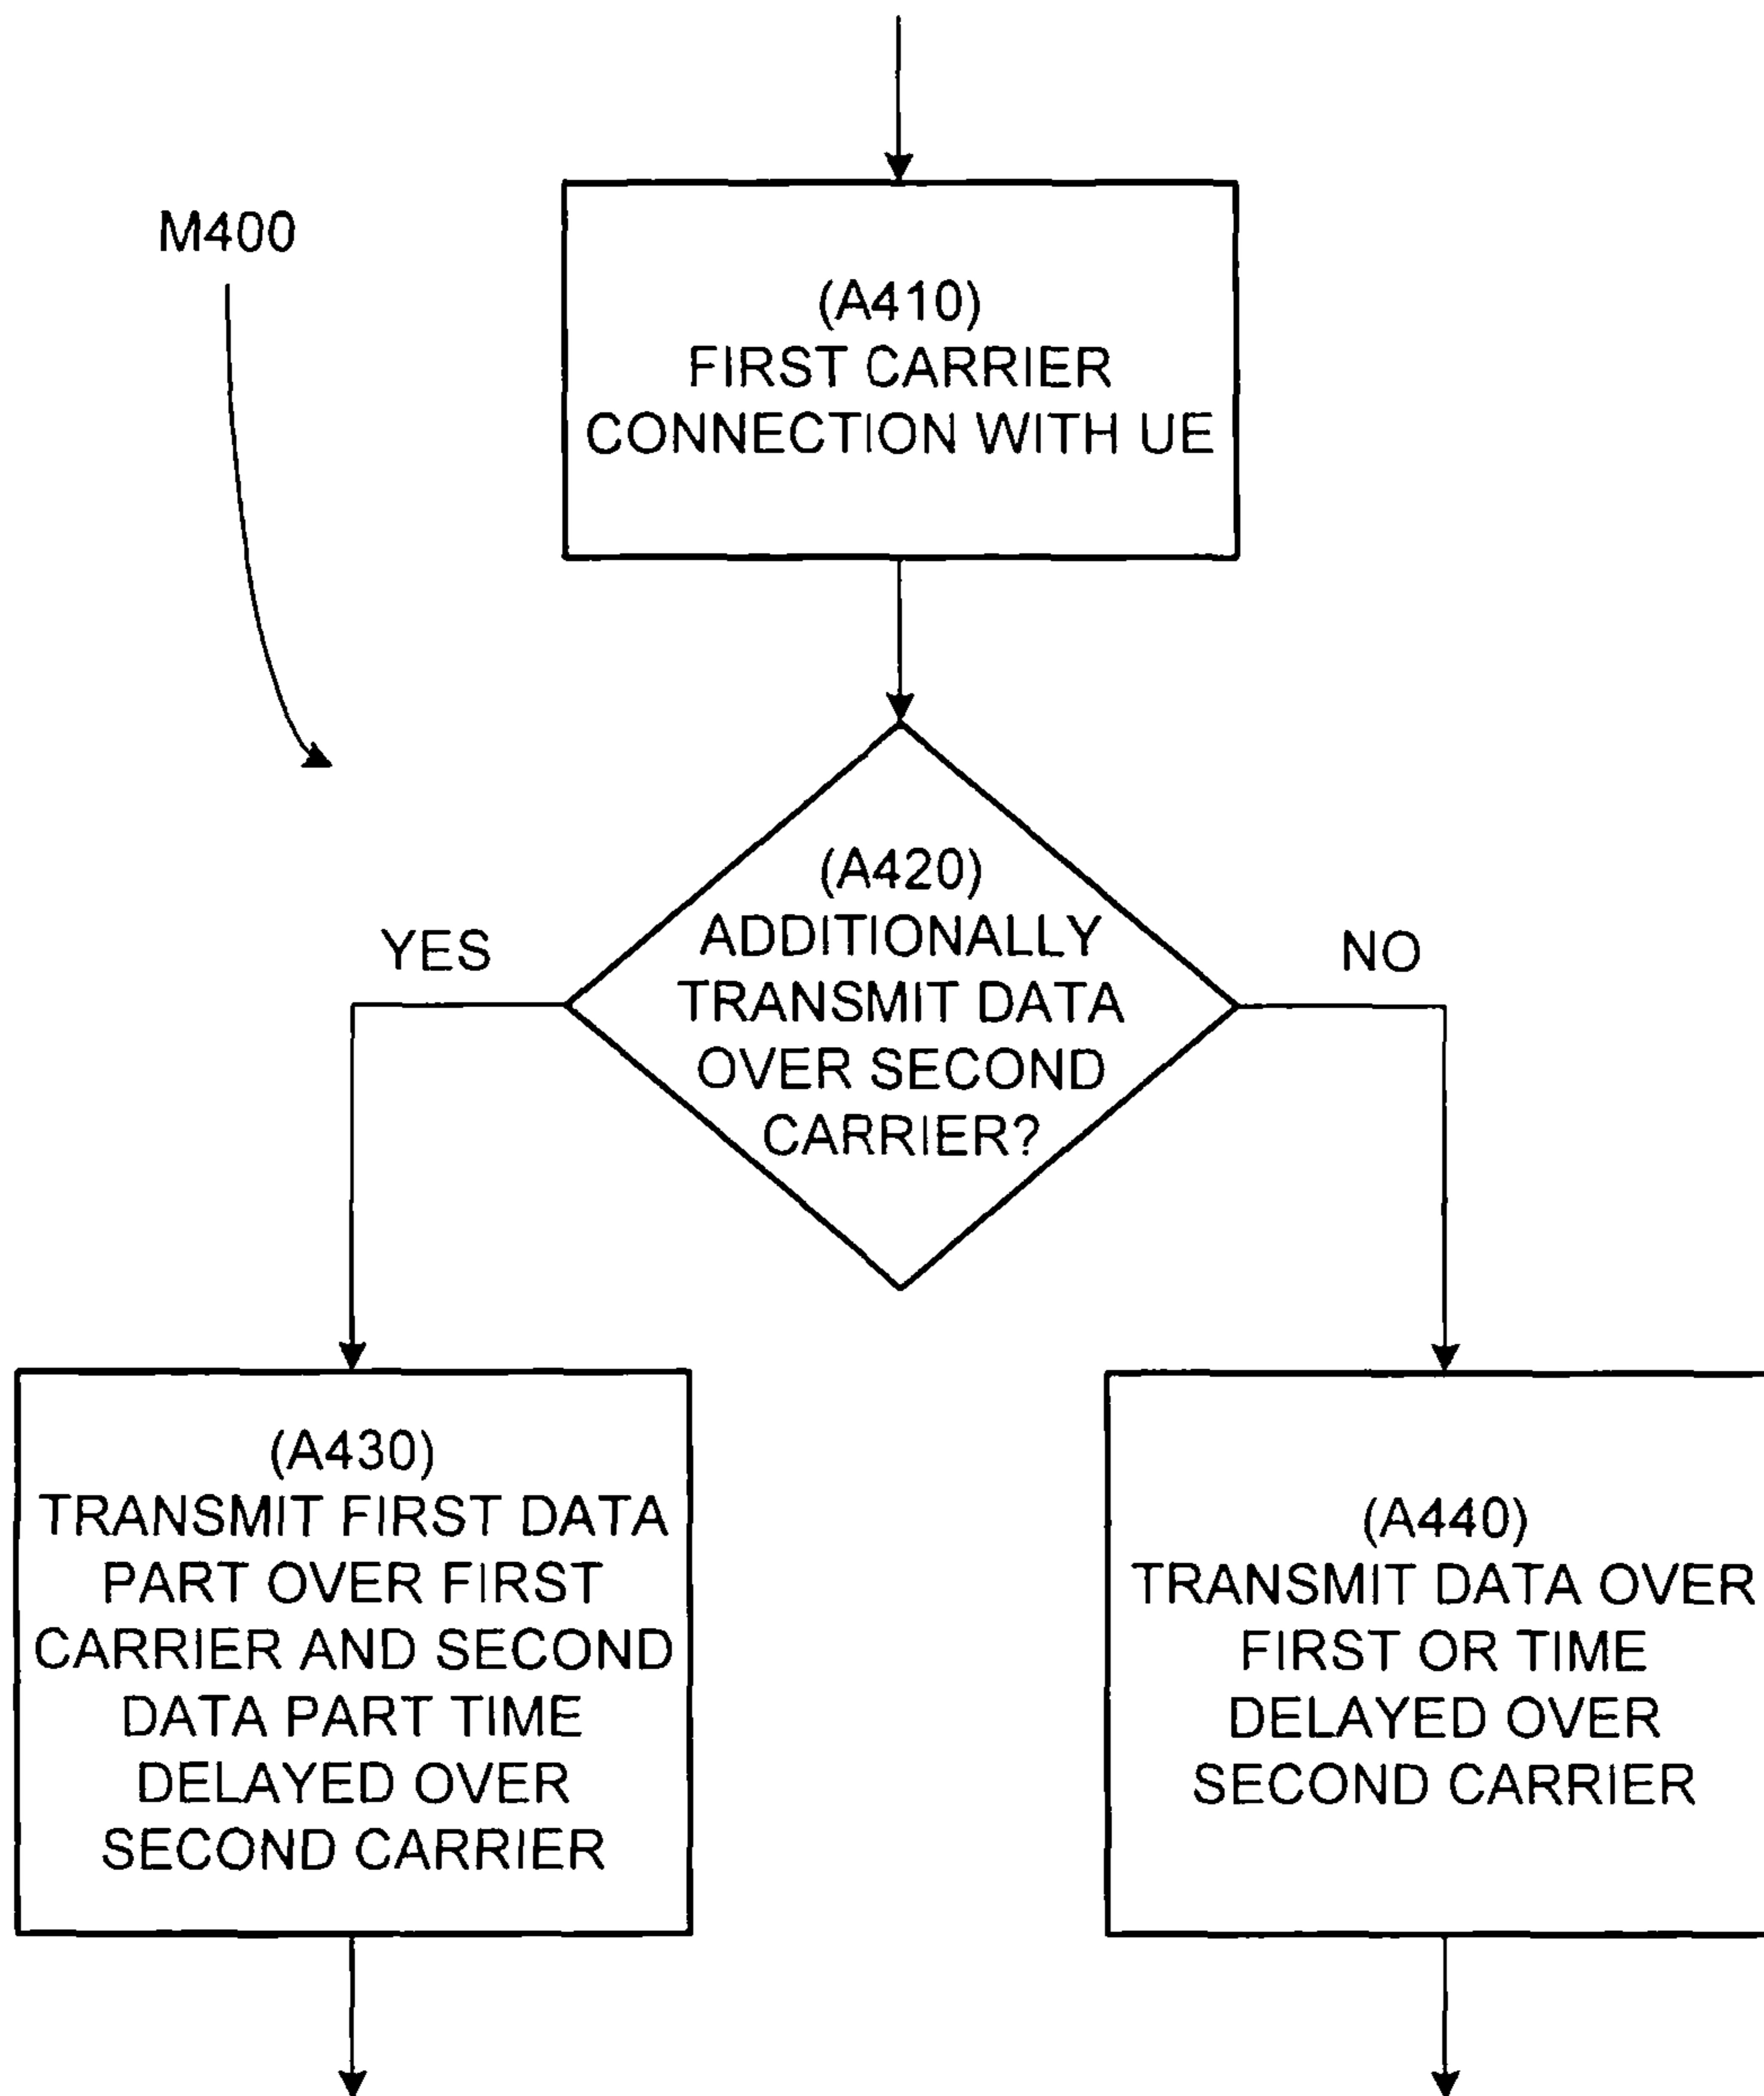 M400
(A410)
FIRST CARRIER
CONNECTION WITH UE
(A420)
ADDITIONALLY
TRANSMIT DATA
OVER SECOND
CARRIER?
YES
NO
(A430)
TRANSMIT FIRST DATA
PART OVER FIRST
CARRIER AND SECOND
DATA PART TIME
DELAYED OVER
SECOND CARRIER
(A440)
TRANSMIT DATA OVER
FIRST OR TIME
DELAYED OVER
SECOND CARRIER